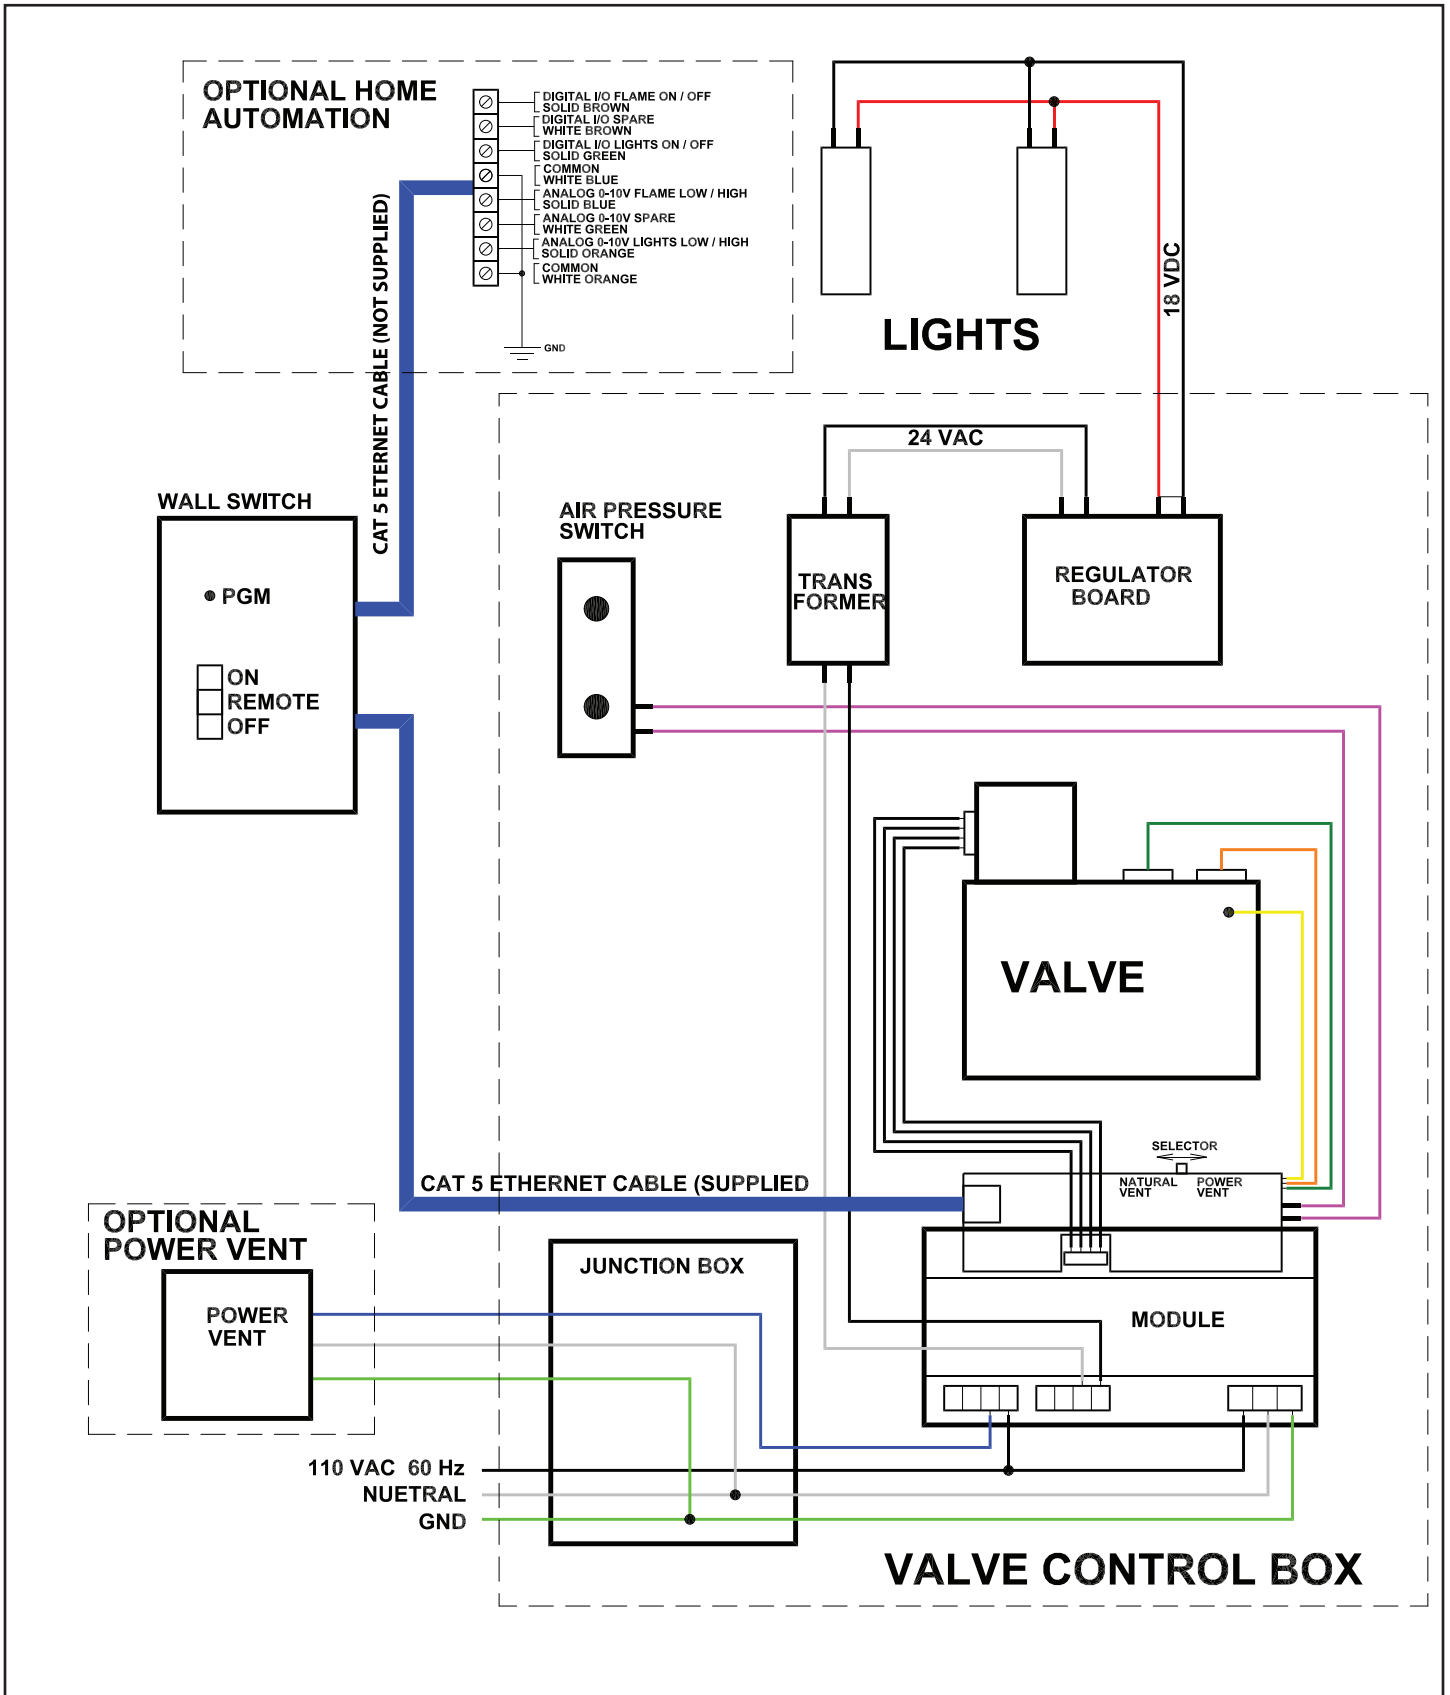 OPTIONAL HOME
AUTOMATION
DIGITAL I/O FLAME ON / OFF
SOLID BROWN
DIGITAL I/O SPARE
WHITE BROWN
DIGITAL I/O LIGHTS ON / OFF
SOLID GREEN
COMMON
WHITE BLUE
ANALOG 0-10V FLAME LOW / HIGH
SOLID BLUE
ANALOG 0-10V SPARE
WHITE GREEN
ANALOG 0-10V LIGHTS LOW / HIGH
SOLID ORANGE
COMMON
WHITE ORANGE
GND
CAT 5 ETERNET CABLE (NOT SUPPLIED)
LIGHTS
18 VDC
24 VAC
WALL SWITCH
PGM
ON
REMOTE
OFF
AIR PRESSURE
SWITCH
TRANS
FORMER
REGULATOR
BOARD
VALVE
SELECTOR
NATURAL
VENT
POWER
VENT
CAT 5 ETHERNET CABLE (SUPPLIED
OPTIONAL
POWER VENT
POWER
VENT
JUNCTION BOX
MODULE
110 VAC 60 Hz
NUETRAL
GND
VALVE CONTROL BOX